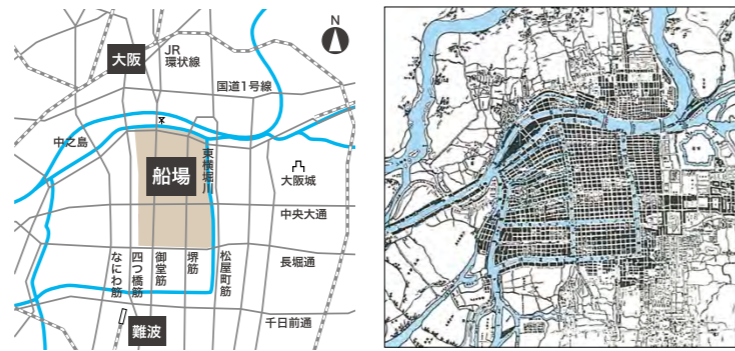 N
大阪
JR
環状線
国道1号線
中之島
船場
東横堀川
大阪城
中央大通
なにわ筋
四つ橋筋
御堂筋
堺筋
松屋町筋
長堀通
難波
千日前通